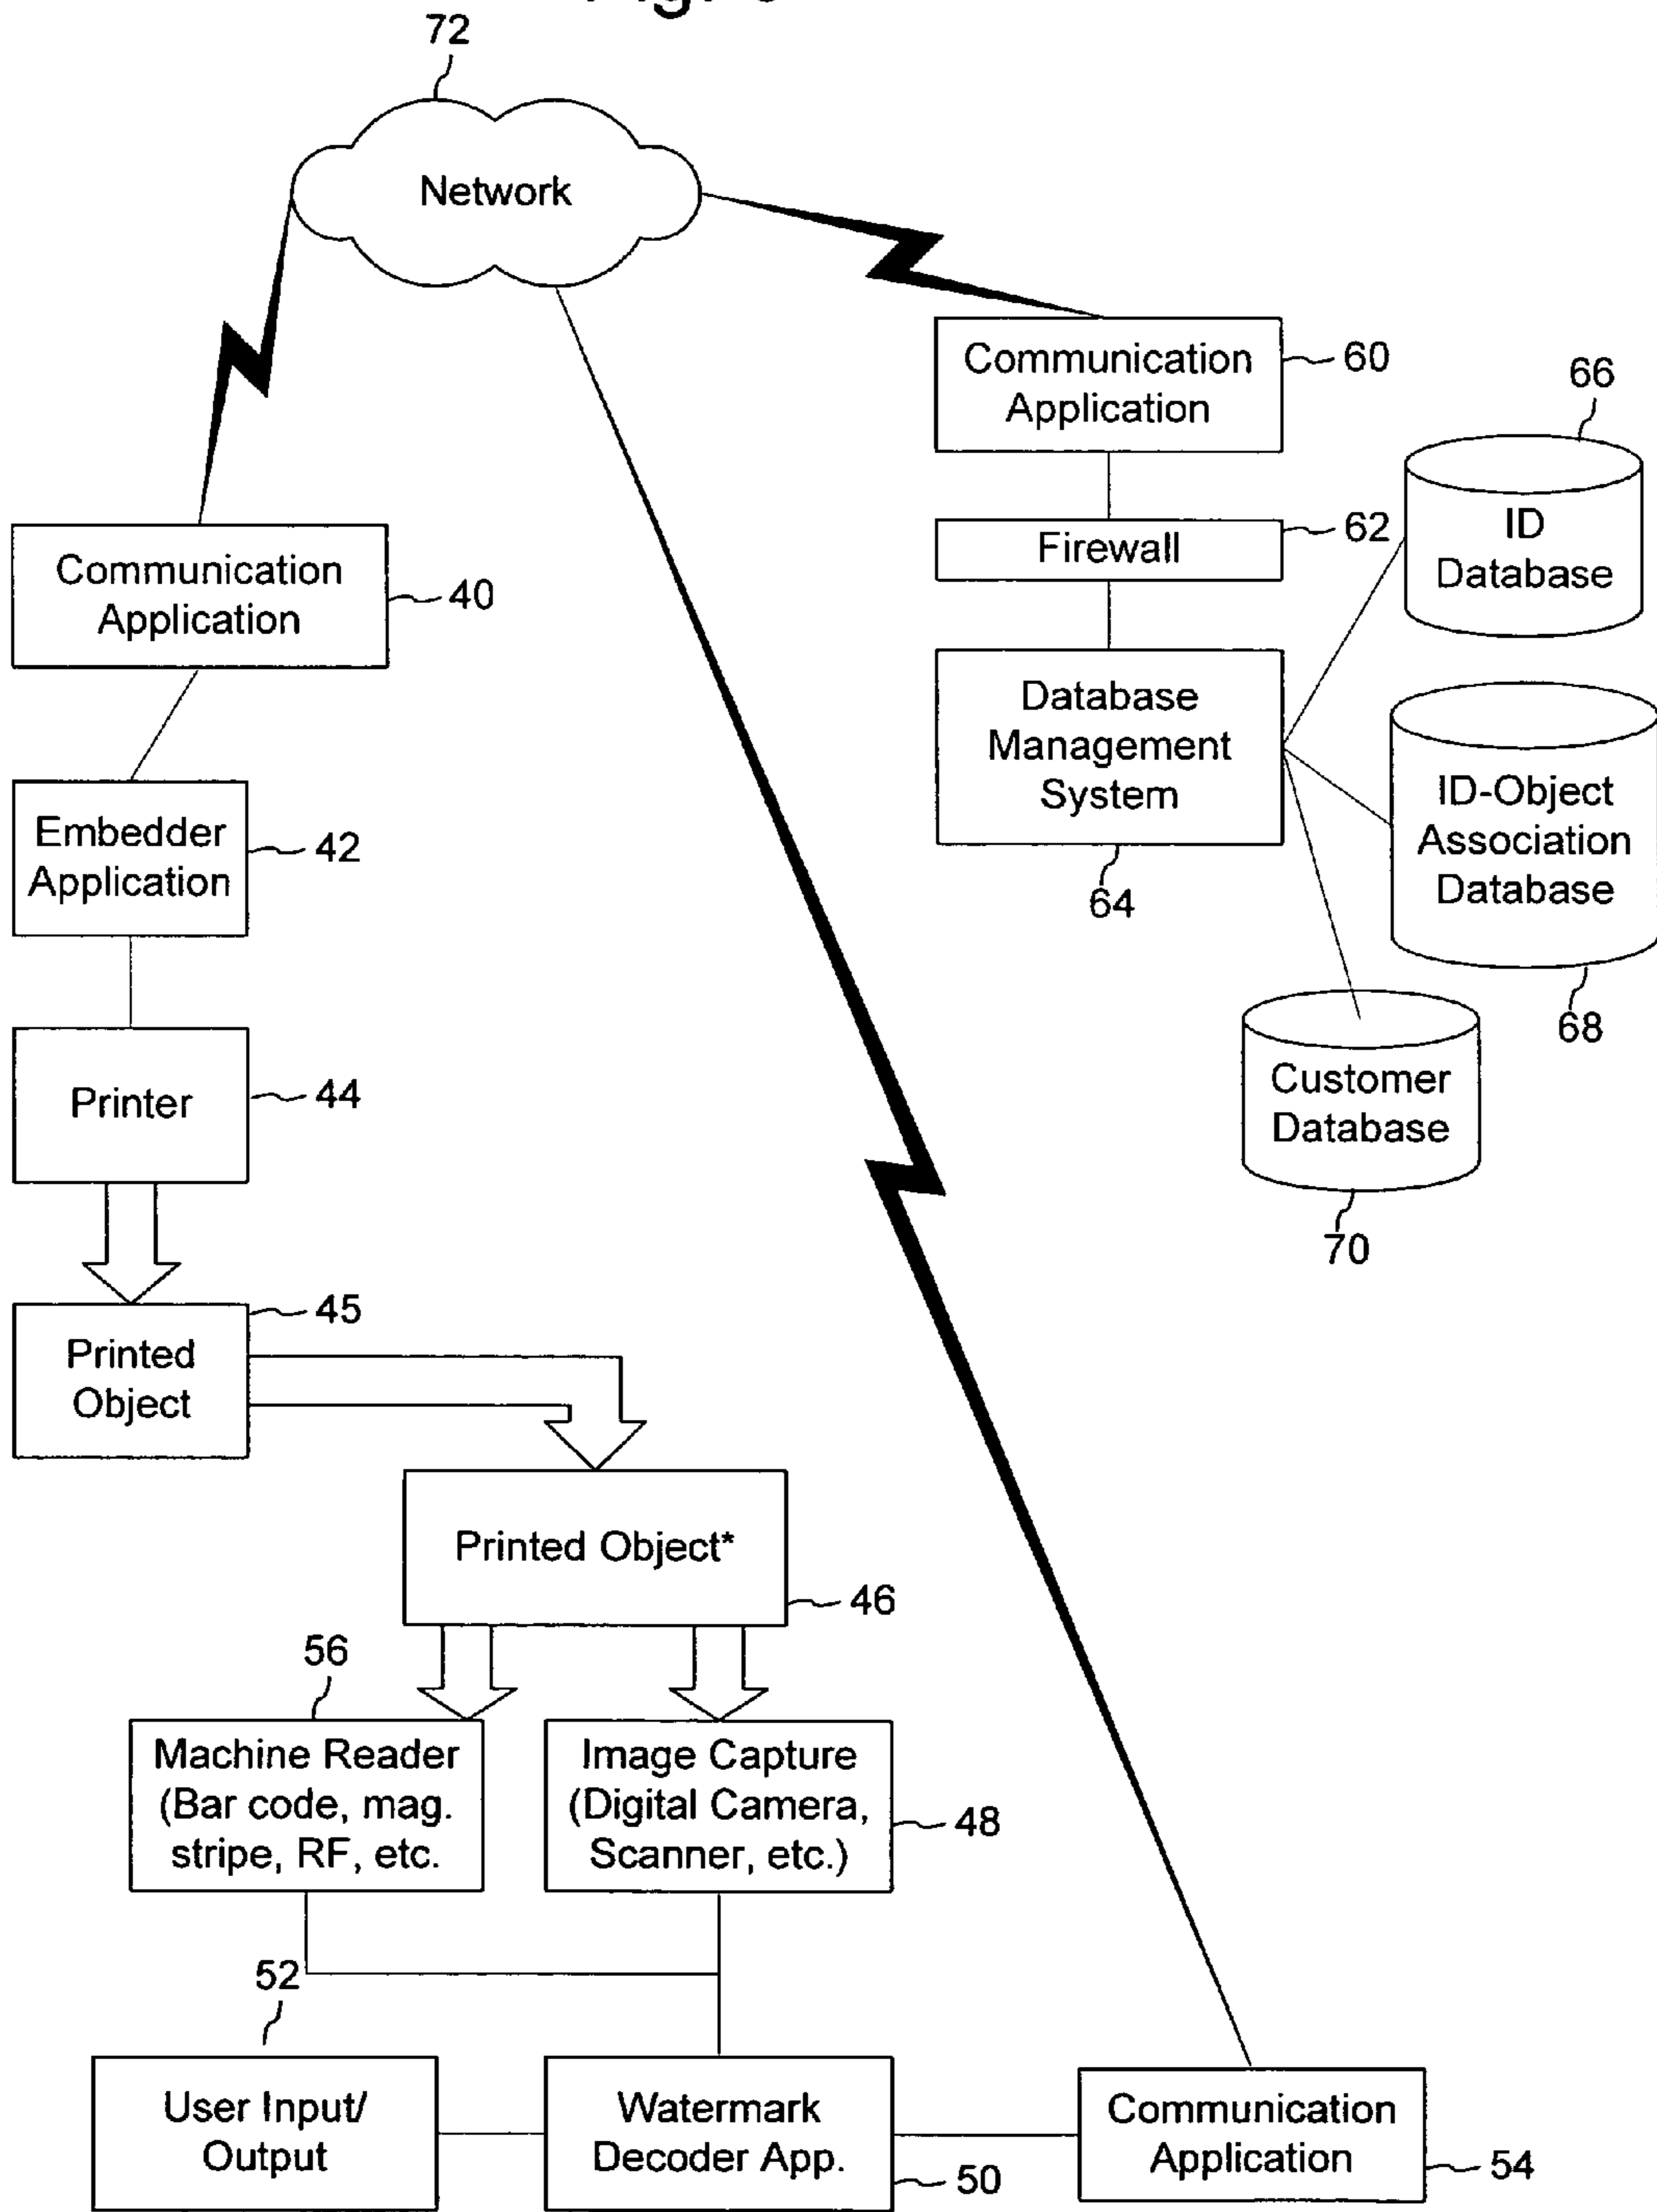 72
Network
Communication
Application
60
66
ID
Database
Firewall
62
Communication
Application
40
Database
Management
System
64
ID-Object
Association
Database
68
Embedder
Application
42
Customer
Database
70
Printer
44
Printed
Object
45
Printed Object*
46
56
Machine Reader
(Bar code, mag.
stripe, RF, etc.
Image Capture
(Digital Camera,
Scanner, etc.)
48
52
User Input/
Output
Watermark
Decoder App.
50
Communication
Application
54